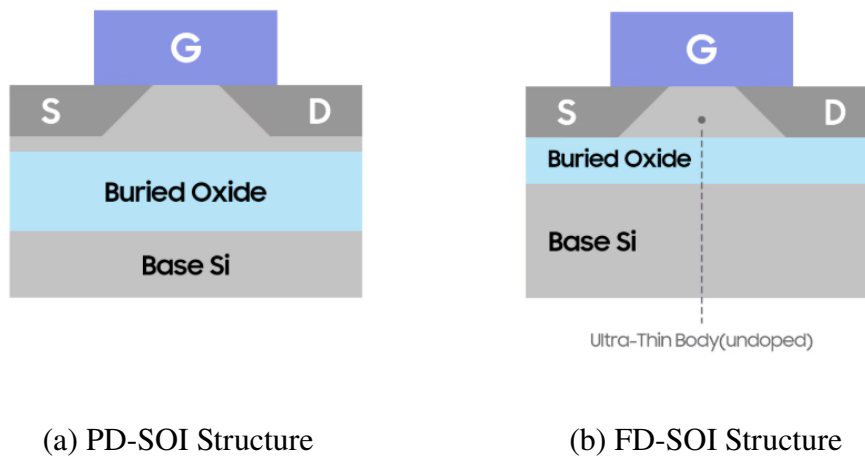 G
S
D
Buried Oxide
Base Si
G
S
D
Buried Oxide
Base Si
Ultra-Thin Body(undoped)
(a) PD-SOI Structure
(b) FD-SOI Structure